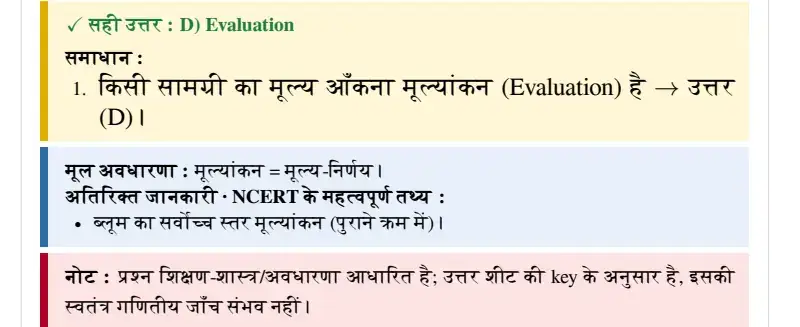 ✓ सही उत्तर : D) Evaluation
समाधान :
1. किसी सामग्री का मूल्य आँकना मूल्यांकन (Evaluation) है → उत्तर
(D)।
मूल अवधारणा : मूल्यांकन = मूल्य-निर्णय।
अतिरिक्त जानकारी · NCERT के महत्वपूर्ण तथ्य :
• ब्लूम का सर्वोच्च स्तर मूल्यांकन (पुराने क्रम में)।
नोट : प्रश्न शिक्षण-शास्त्र/अवधारणा आधारित है; उत्तर शीट की key के अनुसार है, इसकी
स्वतंत्र गणितीय जाँच संभव नहीं।